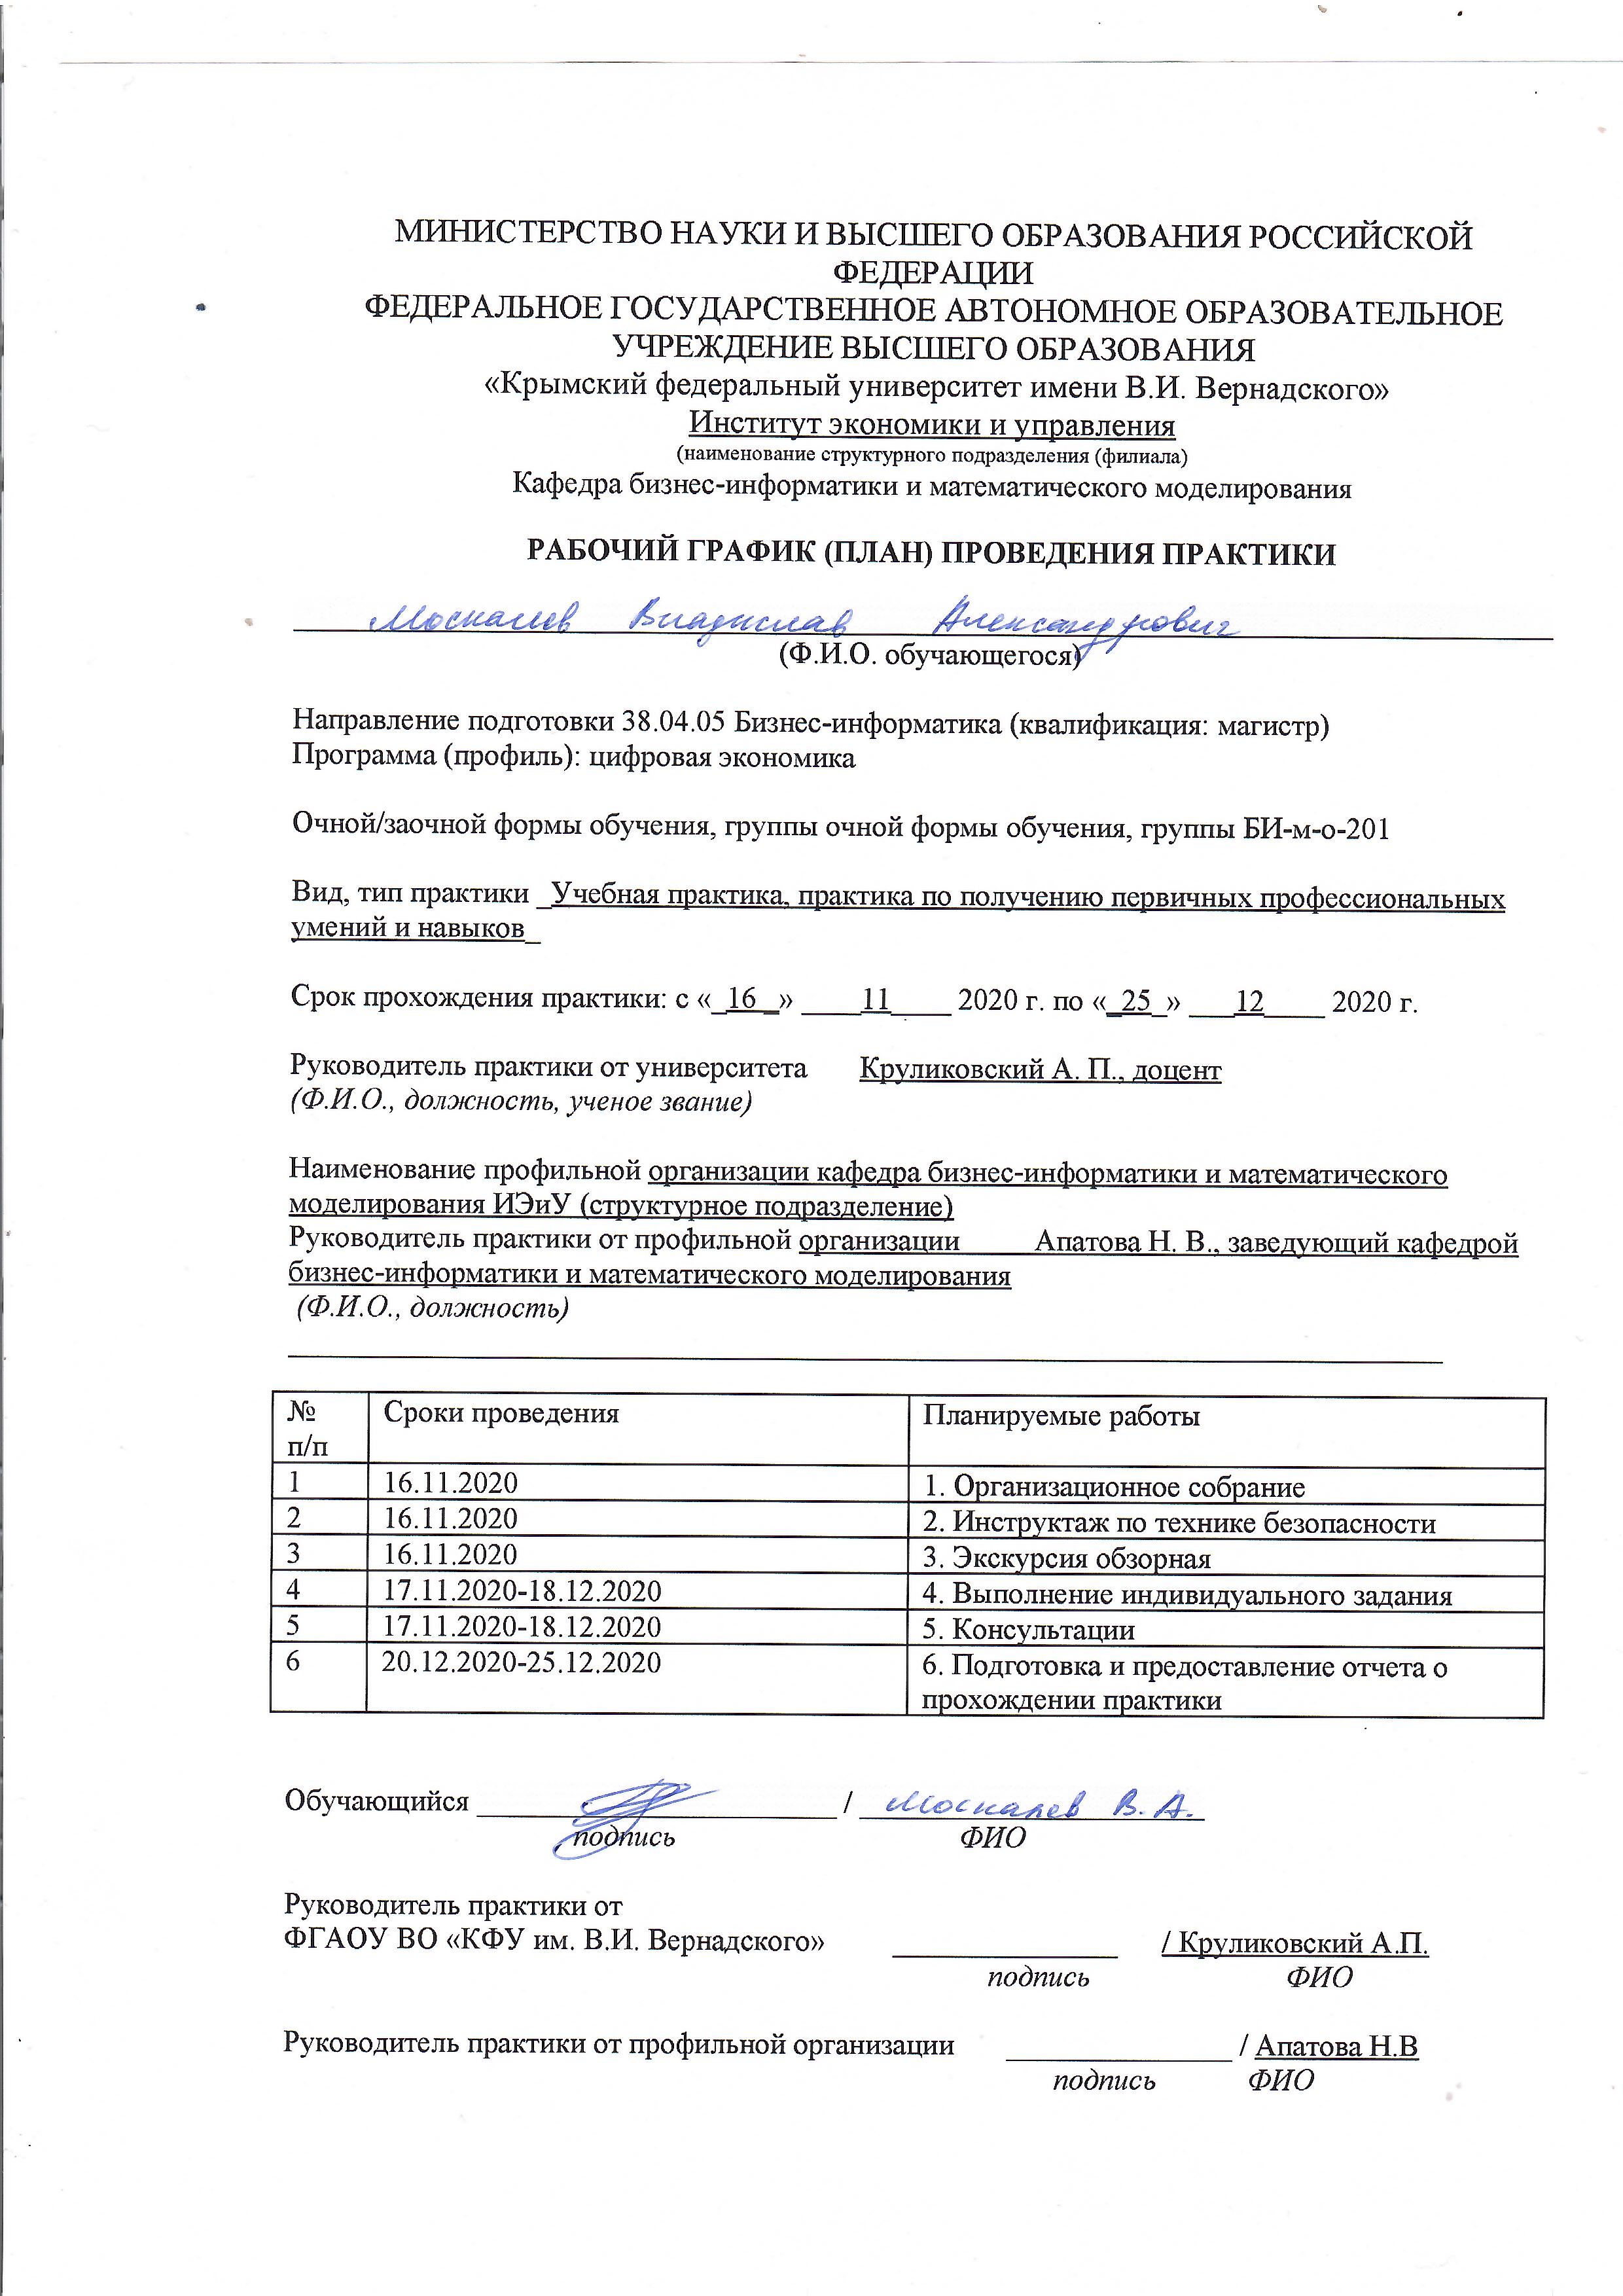 МИНИСТЕРСТВО НАУКИ И ВЫСШЕГО ОБРАЗОВАНИЯ РОССИЙСКОЙ
ФЕДЕРАЦИИ
ФЕДЕРАЛЬНОЕ ГОСУДАРСТВЕННОЕ АВТОНОМНОЕ ОБРАЗОВАТЕЛЬНОЕ
УЧРЕЖДЕНИЕ ВЫСШЕГО ОБРАЗОВАНИЯ
«Крымский федеральный университет имени В.И. Вернадского»
Институт экономики и управления
(наименование структурного подразделения (филиала)
Кафедра бизнес-информатики и математического моделирования
РАБОЧИЙ ГРАФИК (ПЛАН) ПРОВЕДЕНИЯ ПРАКТИКИ
Москалев Владислав Александрович
(Ф.И.О. обучающегося)
Направление подготовки 38.04.05 Бизнес-информатика (квалификация: магистр)
Программа (профиль): цифровая экономика
Очной/заочной формы обучения, группы очной формы обучения, группы БИ-м-о-201
Вид, тип практики _Учебная практика, практика по получению первичных профессиональных
умений и навыков_
Срок прохождения практики: с «_16_» ____11____ 2020 г. по «_25_» ___12____ 2020 г.
Руководитель практики от университета Круликовский А. П., доцент
(Ф.И.О., должность, ученое звание)
Наименование профильной организации кафедра бизнес-информатики и математического
моделирования ИЭиУ (структурное подразделение)
Руководитель практики от профильной организации Апатова Н. В., заведующий кафедрой
бизнес-информатики и математического моделирования
(Ф.И.О., должность)
№ Сроки проведения Планируемые работы
п/п
1 16.11.2020 1. Организационное собрание
2 16.11.2020 2. Инструктаж по технике безопасности
3 16.11.2020 3. Экскурсия обзорная
4 17.11.2020-18.12.2020 4. Выполнение индивидуального задания
5 17.11.2020-18.12.2020 5. Консультации
6 20.12.2020-25.12.2020 6. Подготовка и предоставление отчета о
прохождении практики
Обучающийся / Москалев В. А.
подпись ФИО
Руководитель практики от
ФГАОУ ВО «КФУ им. В.И. Вернадского» / Круликовский А.П.
подпись ФИО
Руководитель практики от профильной организации / Апатова Н.В
подпись ФИО